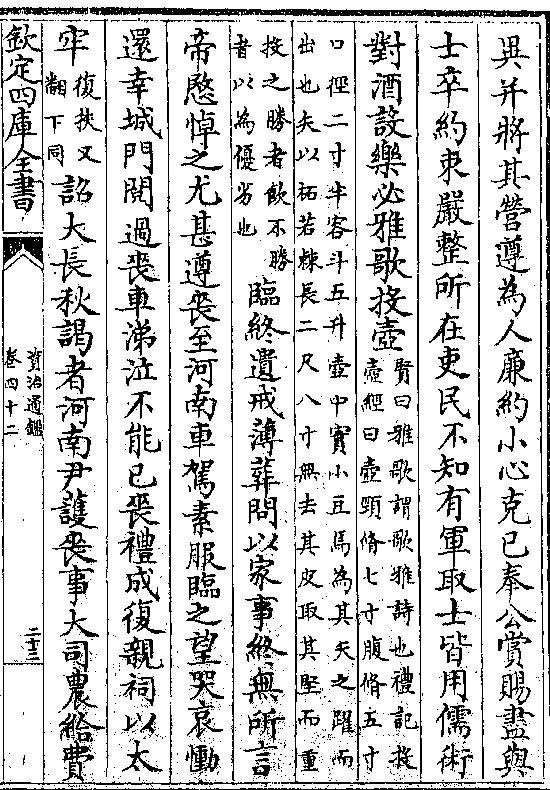 異并將其營遵為人亷約小心克己奉公賞賜盡與
士卒約束嚴整所在吏民不知有軍取士皆用儒術
對酒設樂必雅歌投壺賢曰雅歌謂歌雅詩也禮記投
壺經曰壺頸脩七寸腹脩五寸
口徑二寸半容斗五升壺中實小豆焉為其矢之躍而
出也矢以柘若棘長二尺八寸無去其皮取其堅而重
投之勝者飲不勝
者以為優劣也臨終遺戒薄葬問以家事終無所言
帝愍悼之尤甚遵喪至河南車駕素服臨之望哭哀慟
還幸城門閲過喪車涕泣不能已喪禮成復親祠以太
牢復扶又
翻下同詔大長秋謁者河南尹護喪事大司農給費
欽定四庫全書
資治通鑑
卷四十二
二十三